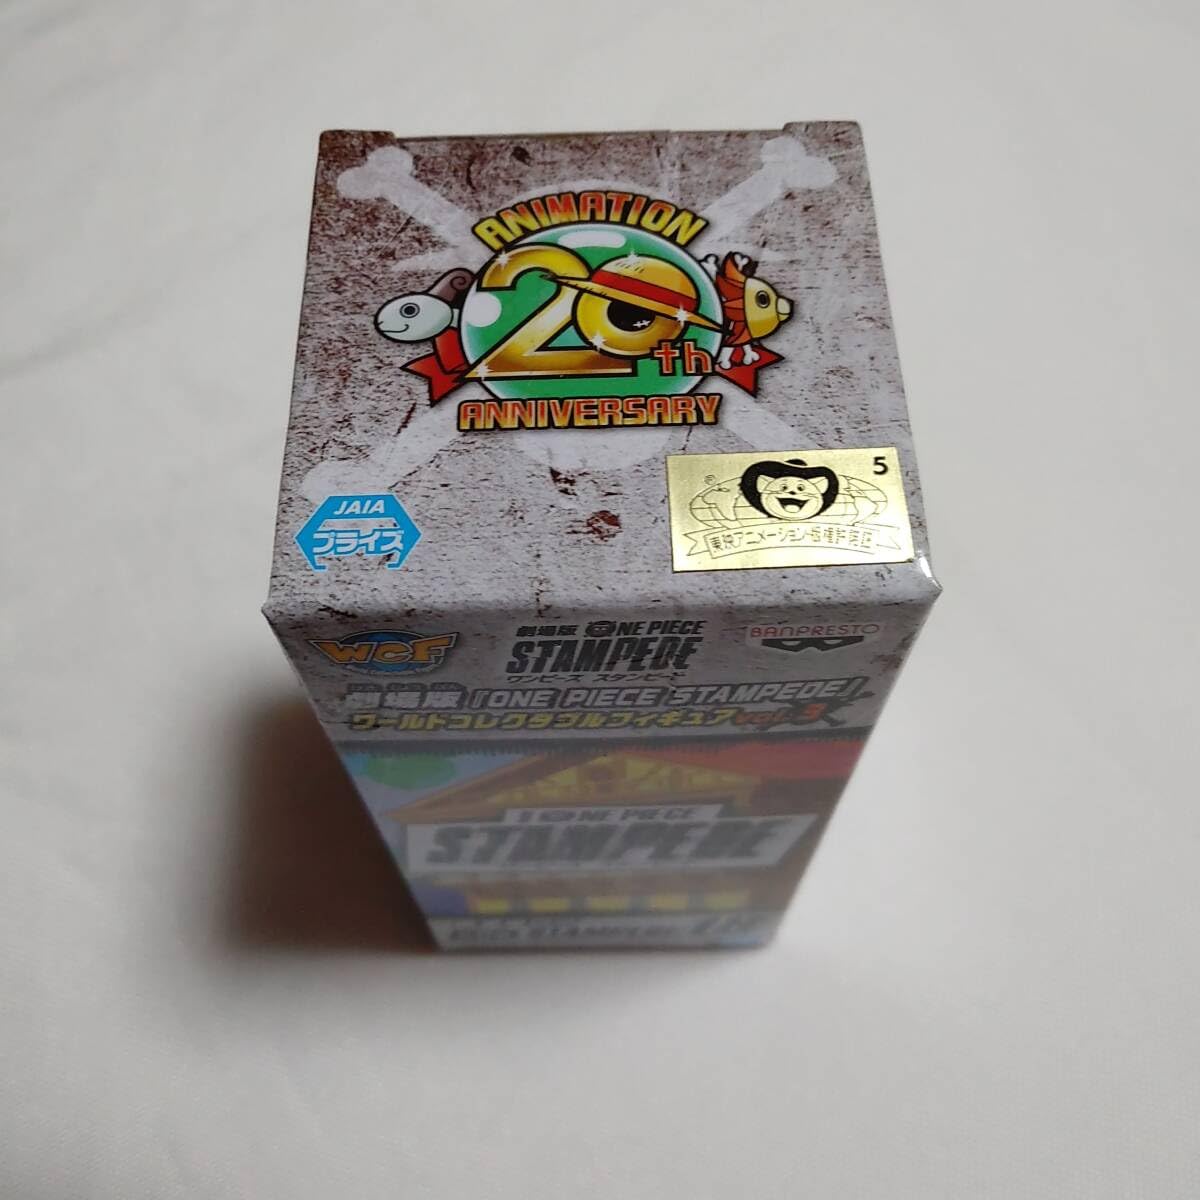 ANIMATION
20th
ANNIVERSARY
5
®
東映アニメーション・版権許諾証
JAIA
プライズ
WCF
劇場版 ONE PIECE
STAMPEDE
ワンピース スタンピード
BANPRESTO
劇場版『ONE PIECE STAMPEDE』
ワールドコレクタブルフィギュアvol.3
ONE PIECE
STAMPEDE
STAMPEDE